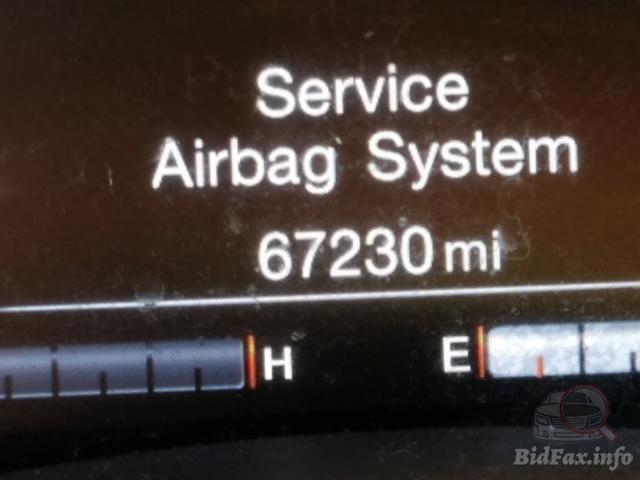 Service
Airbag System
67230 mi
H E
BidFax.info